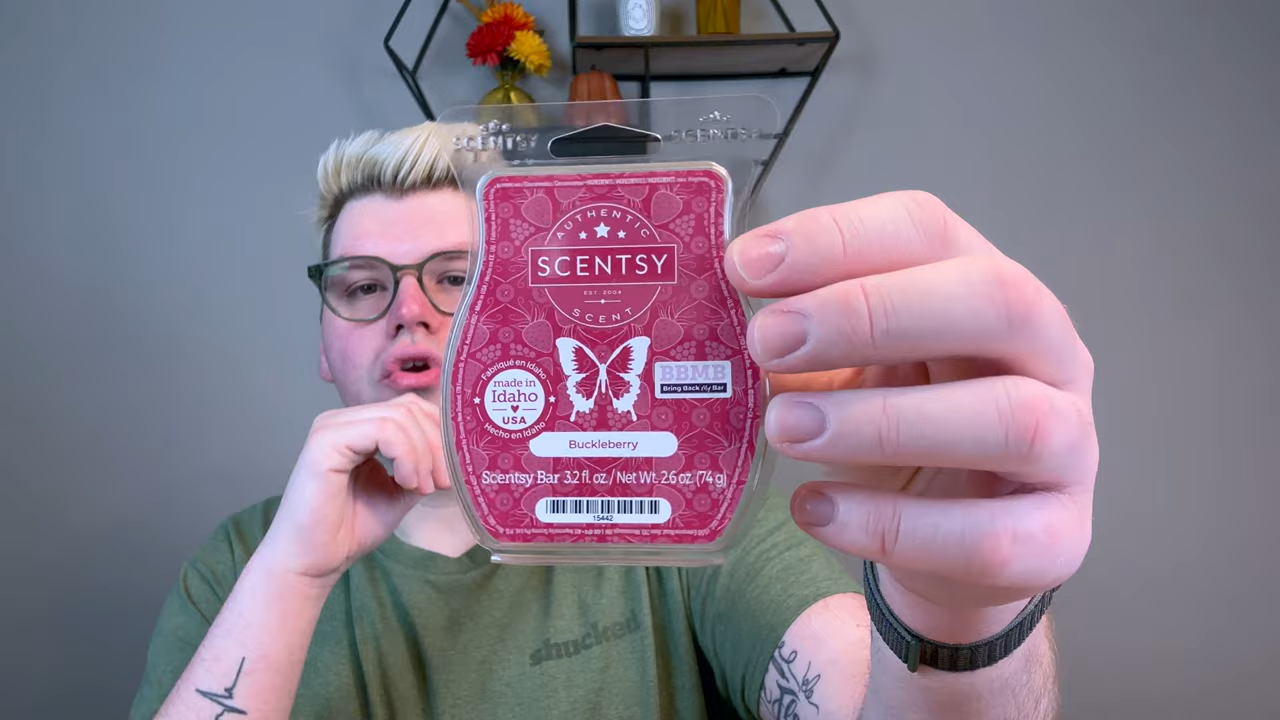 SCENTSY
SCENTSY
AUTHENTIC
SCENTSY
EST. 2004
SCENT
Fabriqué en Idaho
made in
Idaho
USA
Hecho en Idaho
BBMB
Bring Back My Bar
Buckleberry
Scentsy Bar 3.2 fl. oz. / Net Wt. 2.6 oz. (74 g)
15442
shucked